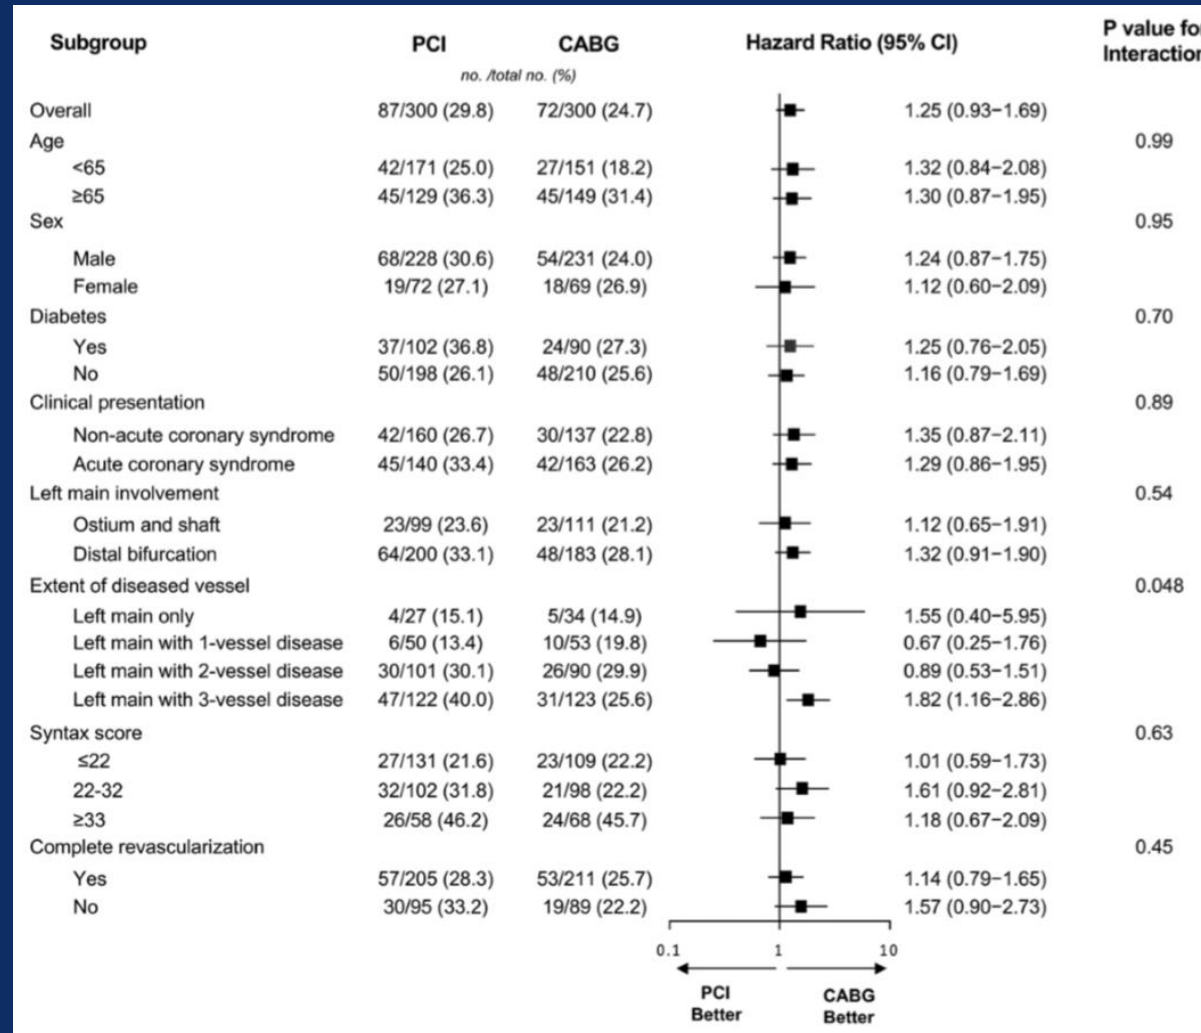 Subgroup PCI CABG Hazard Ratio (95% CI) P value for Interaction
no. /total no. (%)
Overall 87/300 (29.8) 72/300 (24.7) 1.25 (0.93–1.69)
Age 0.99
<65 42/171 (25.0) 27/151 (18.2) 1.32 (0.84–2.08)
≥65 45/129 (36.3) 45/149 (31.4) 1.30 (0.87–1.95)
Sex 0.95
Male 68/228 (30.6) 54/231 (24.0) 1.24 (0.87–1.75)
Female 19/72 (27.1) 18/69 (26.9) 1.12 (0.60–2.09)
Diabetes 0.70
Yes 37/102 (36.8) 24/90 (27.3) 1.25 (0.76–2.05)
No 50/198 (26.1) 48/210 (25.6) 1.16 (0.79–1.69)
Clinical presentation 0.89
Non-acute coronary syndrome 42/160 (26.7) 30/137 (22.8) 1.35 (0.87–2.11)
Acute coronary syndrome 45/140 (33.4) 42/163 (26.2) 1.29 (0.86–1.95)
Left main involvement 0.54
Ostium and shaft 23/99 (23.6) 23/111 (21.2) 1.12 (0.65–1.91)
Distal bifurcation 64/200 (33.1) 48/183 (28.1) 1.32 (0.91–1.90)
Extent of diseased vessel 0.048
Left main only 4/27 (15.1) 5/34 (14.9) 1.55 (0.40–5.95)
Left main with 1-vessel disease 6/50 (13.4) 10/53 (19.8) 0.67 (0.25–1.76)
Left main with 2-vessel disease 30/101 (30.1) 26/90 (29.9) 0.89 (0.53–1.51)
Left main with 3-vessel disease 47/122 (40.0) 31/123 (25.6) 1.82 (1.16–2.86)
Syntax score 0.63
≤22 27/131 (21.6) 23/109 (22.2) 1.01 (0.59–1.73)
22-32 32/102 (31.8) 21/98 (22.2) 1.61 (0.92–2.81)
≥33 26/58 (46.2) 24/68 (45.7) 1.18 (0.67–2.09)
Complete revascularization 0.45
Yes 57/205 (28.3) 53/211 (25.7) 1.14 (0.79–1.65)
No 30/95 (33.2) 19/89 (22.2) 1.57 (0.90–2.73)
0.1 1 10
PCI Better CABG Better